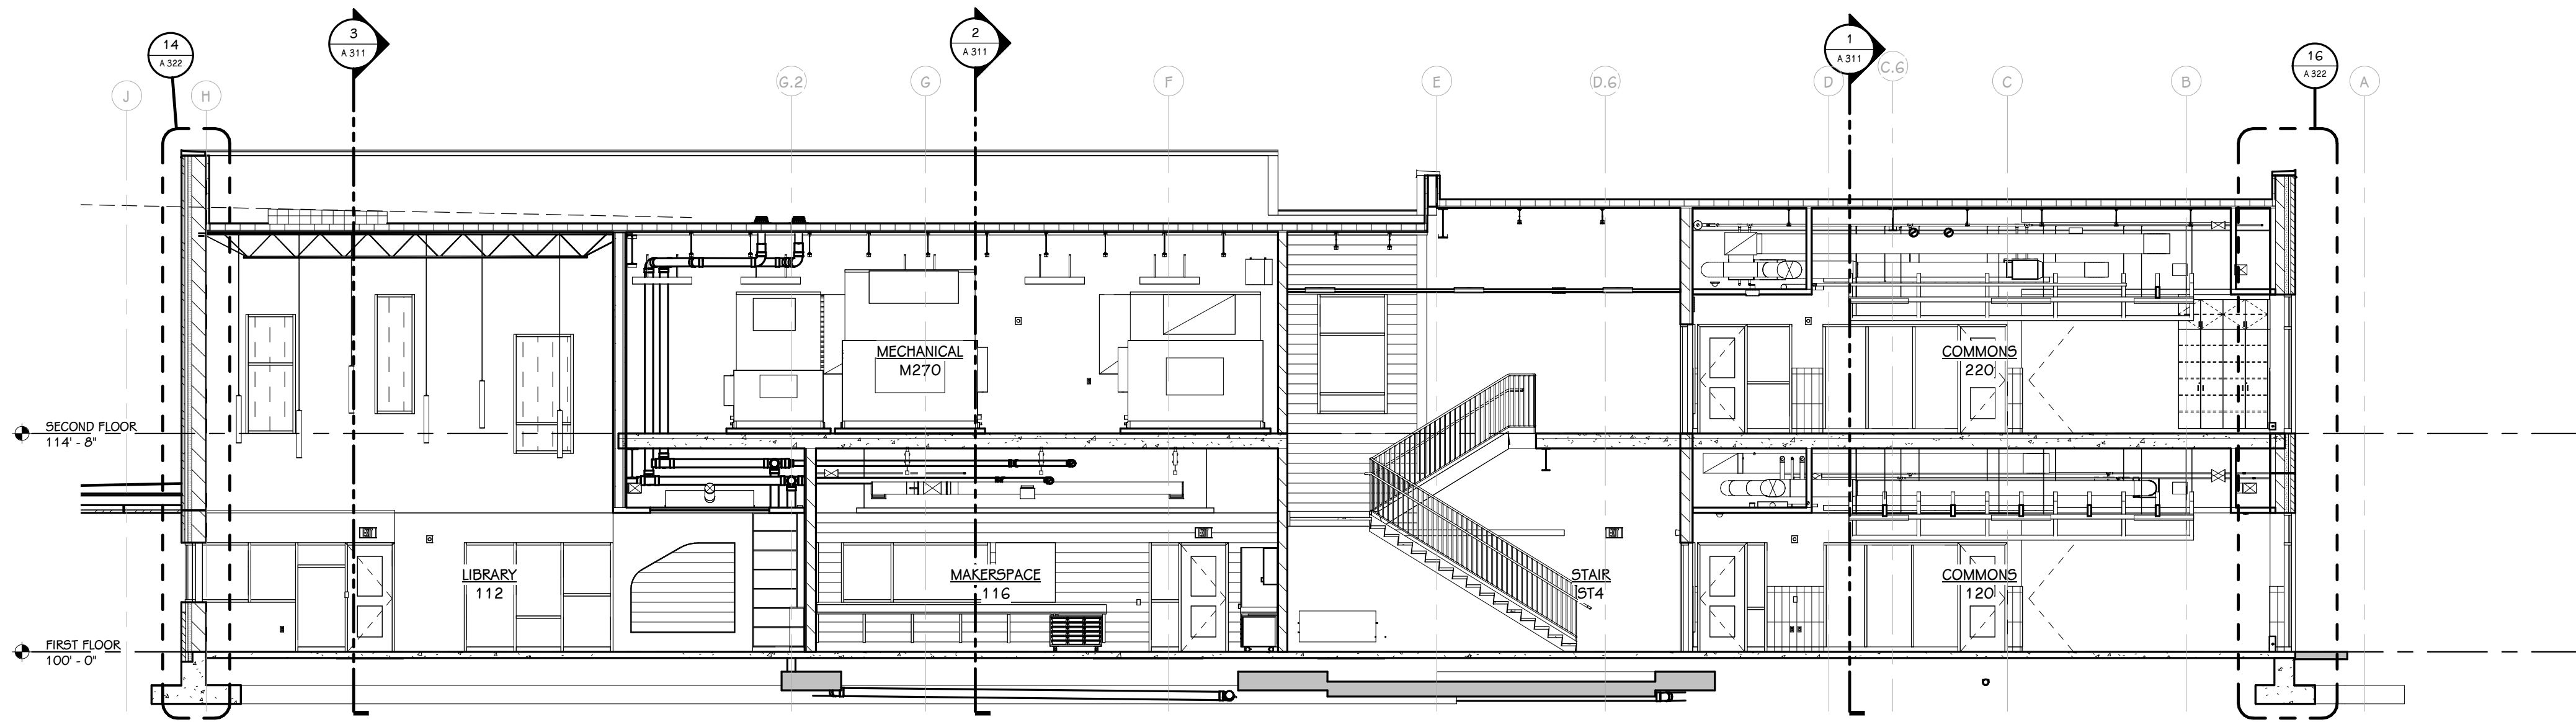 14
A 322
3
A 311
2
A 311
1
A 311
16
A 322
J
H
G.2
G
F
E
D.6
D
C.6
C
B
A
MECHANICAL
M270
COMMONS
220
SECOND FLOOR
114' - 8"
LIBRARY
112
MAKERSPACE
116
STAIR
ST4
COMMONS
120
FIRST FLOOR
100' - 0"